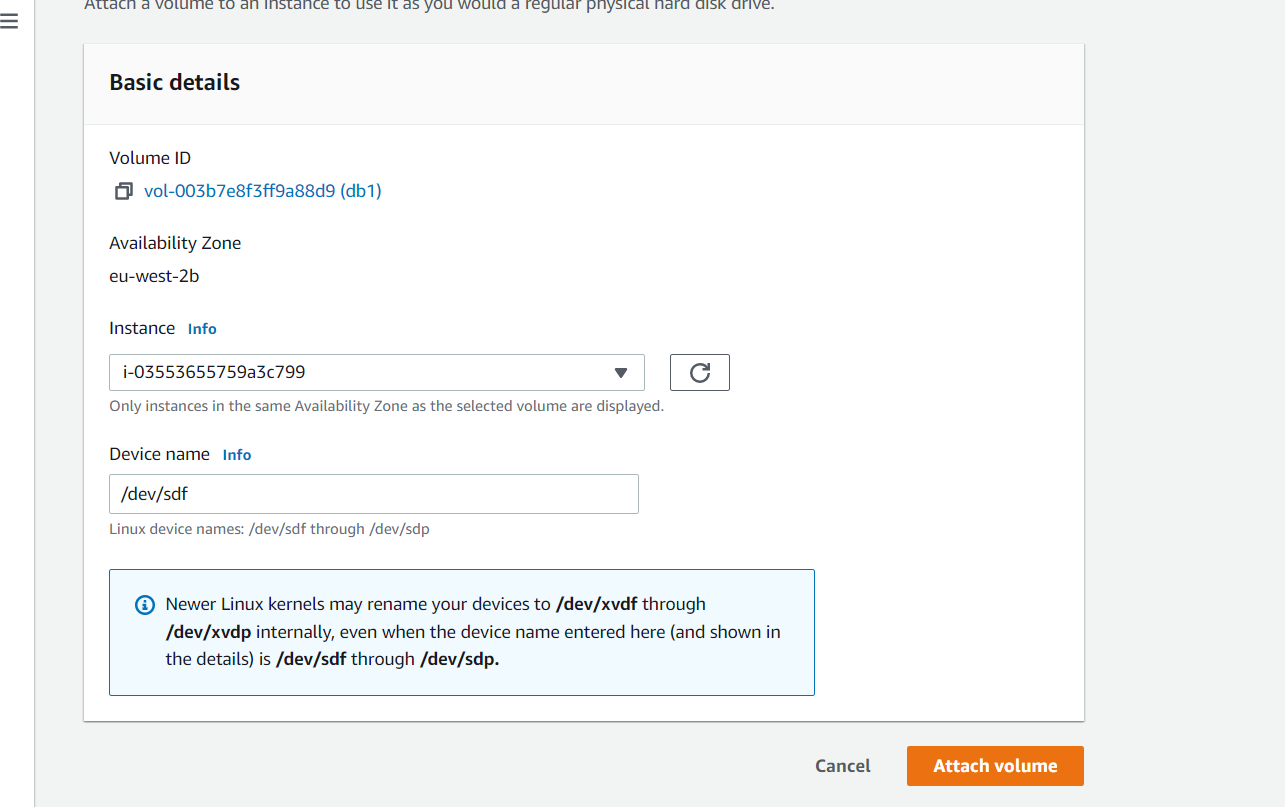 Attach a volume to an instance to use it as you would a regular physical hard disk drive.
Basic details
Volume ID
vol-003b7e8f3ff9a88d9 (db1)
Availability Zone
eu-west-2b
Instance Info
i-03553655759a3c799
Only instances in the same Availability Zone as the selected volume are displayed.
Device name Info
/dev/sdf
Linux device names: /dev/sdf through /dev/sdp
Newer Linux kernels may rename your devices to /dev/xvdf through
/dev/xvdp internally, even when the device name entered here (and shown in
the details) is /dev/sdf through /dev/sdp.
Cancel
Attach volume